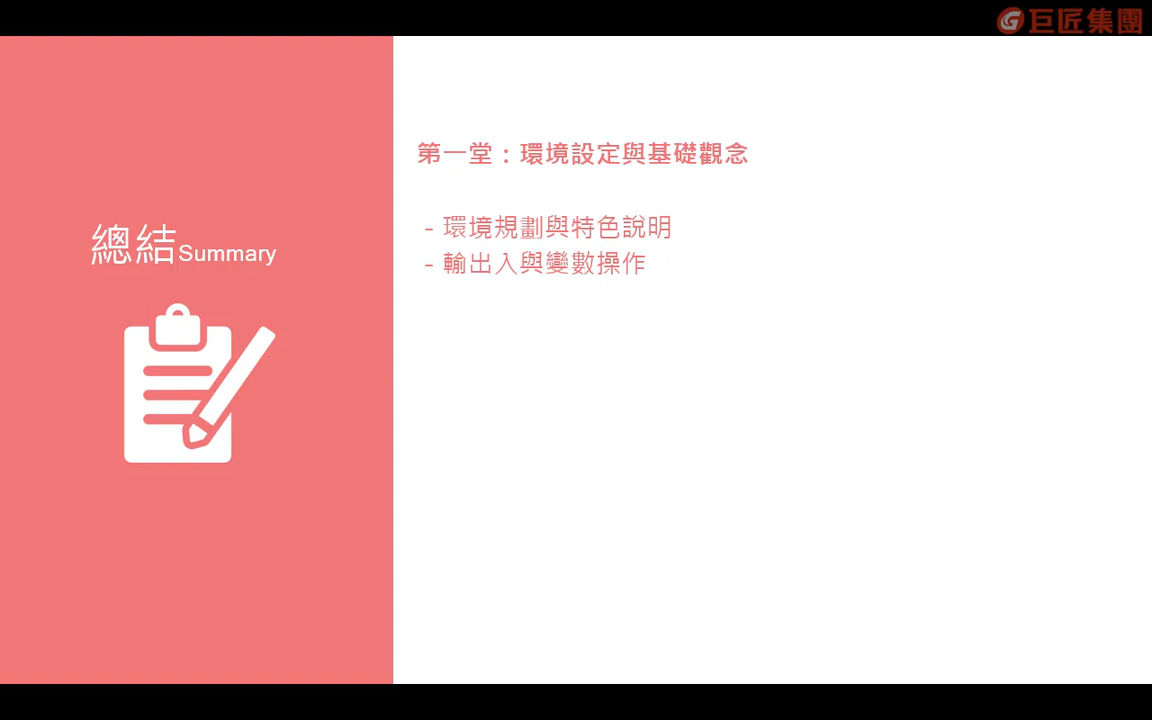 巨匠集團
第一堂：環境設定與基礎觀念
總結Summary
- 環境規劃與特色說明
- 輸出入與變數操作